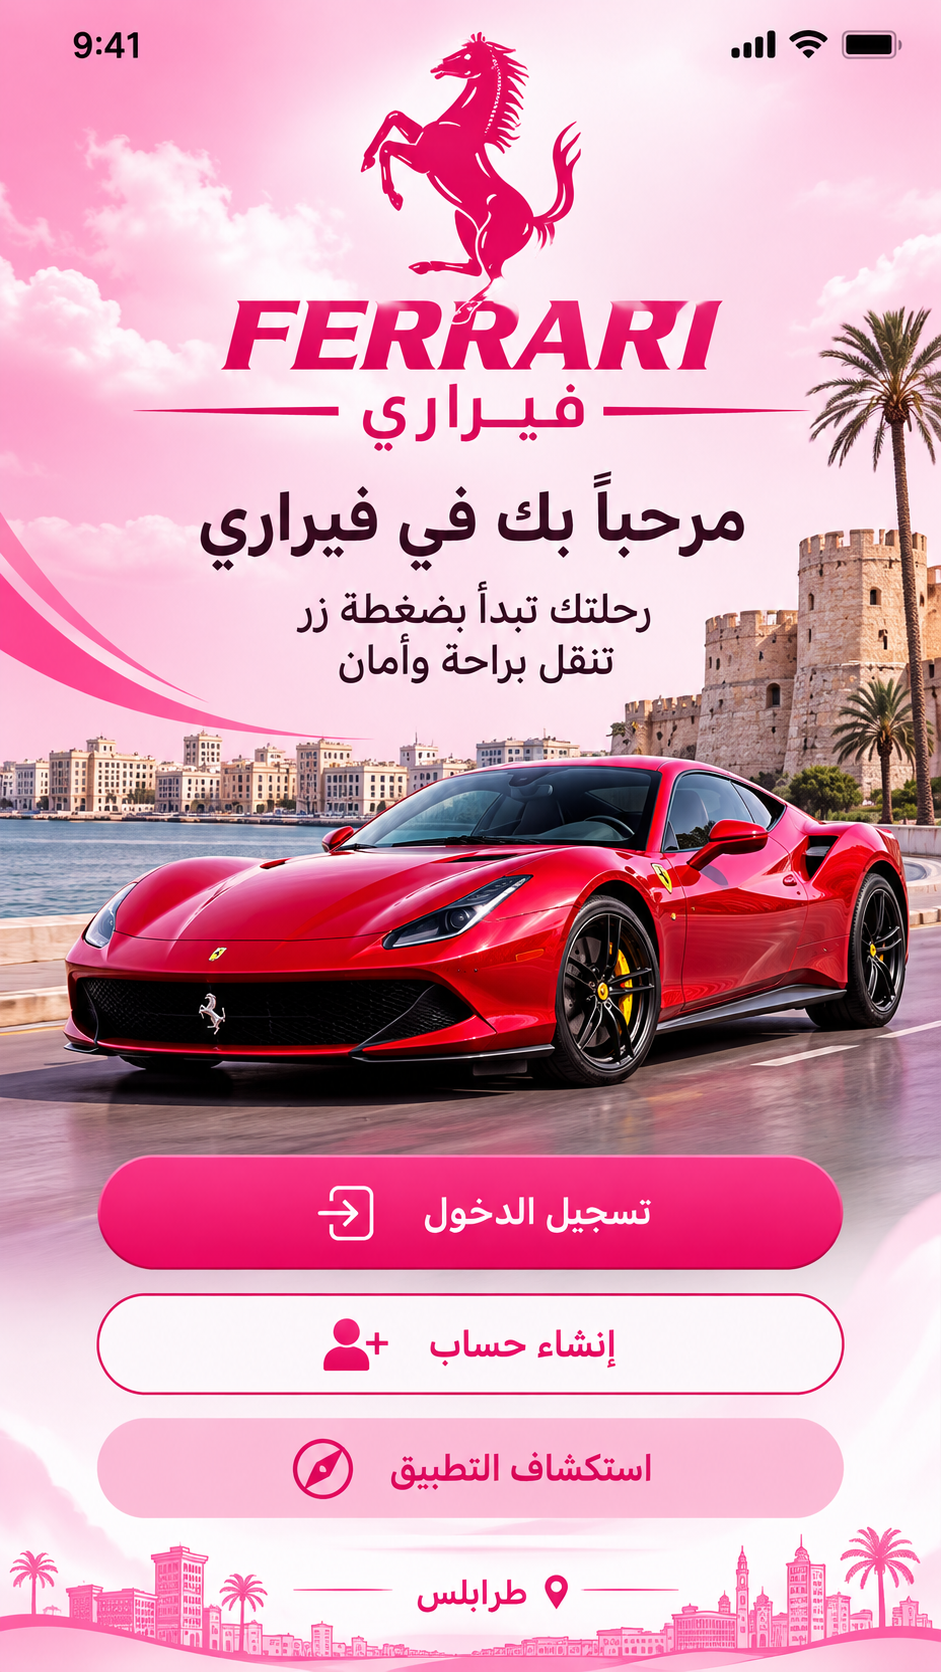 9:41
FERRARI
فيراري
مرحباً بك في فيراري
رحلتك تبدأ بضغطة زر
تنقل براحة وأمان
تسجيل الدخول
إنشاء حساب
استكشاف التطبيق
طرابلس